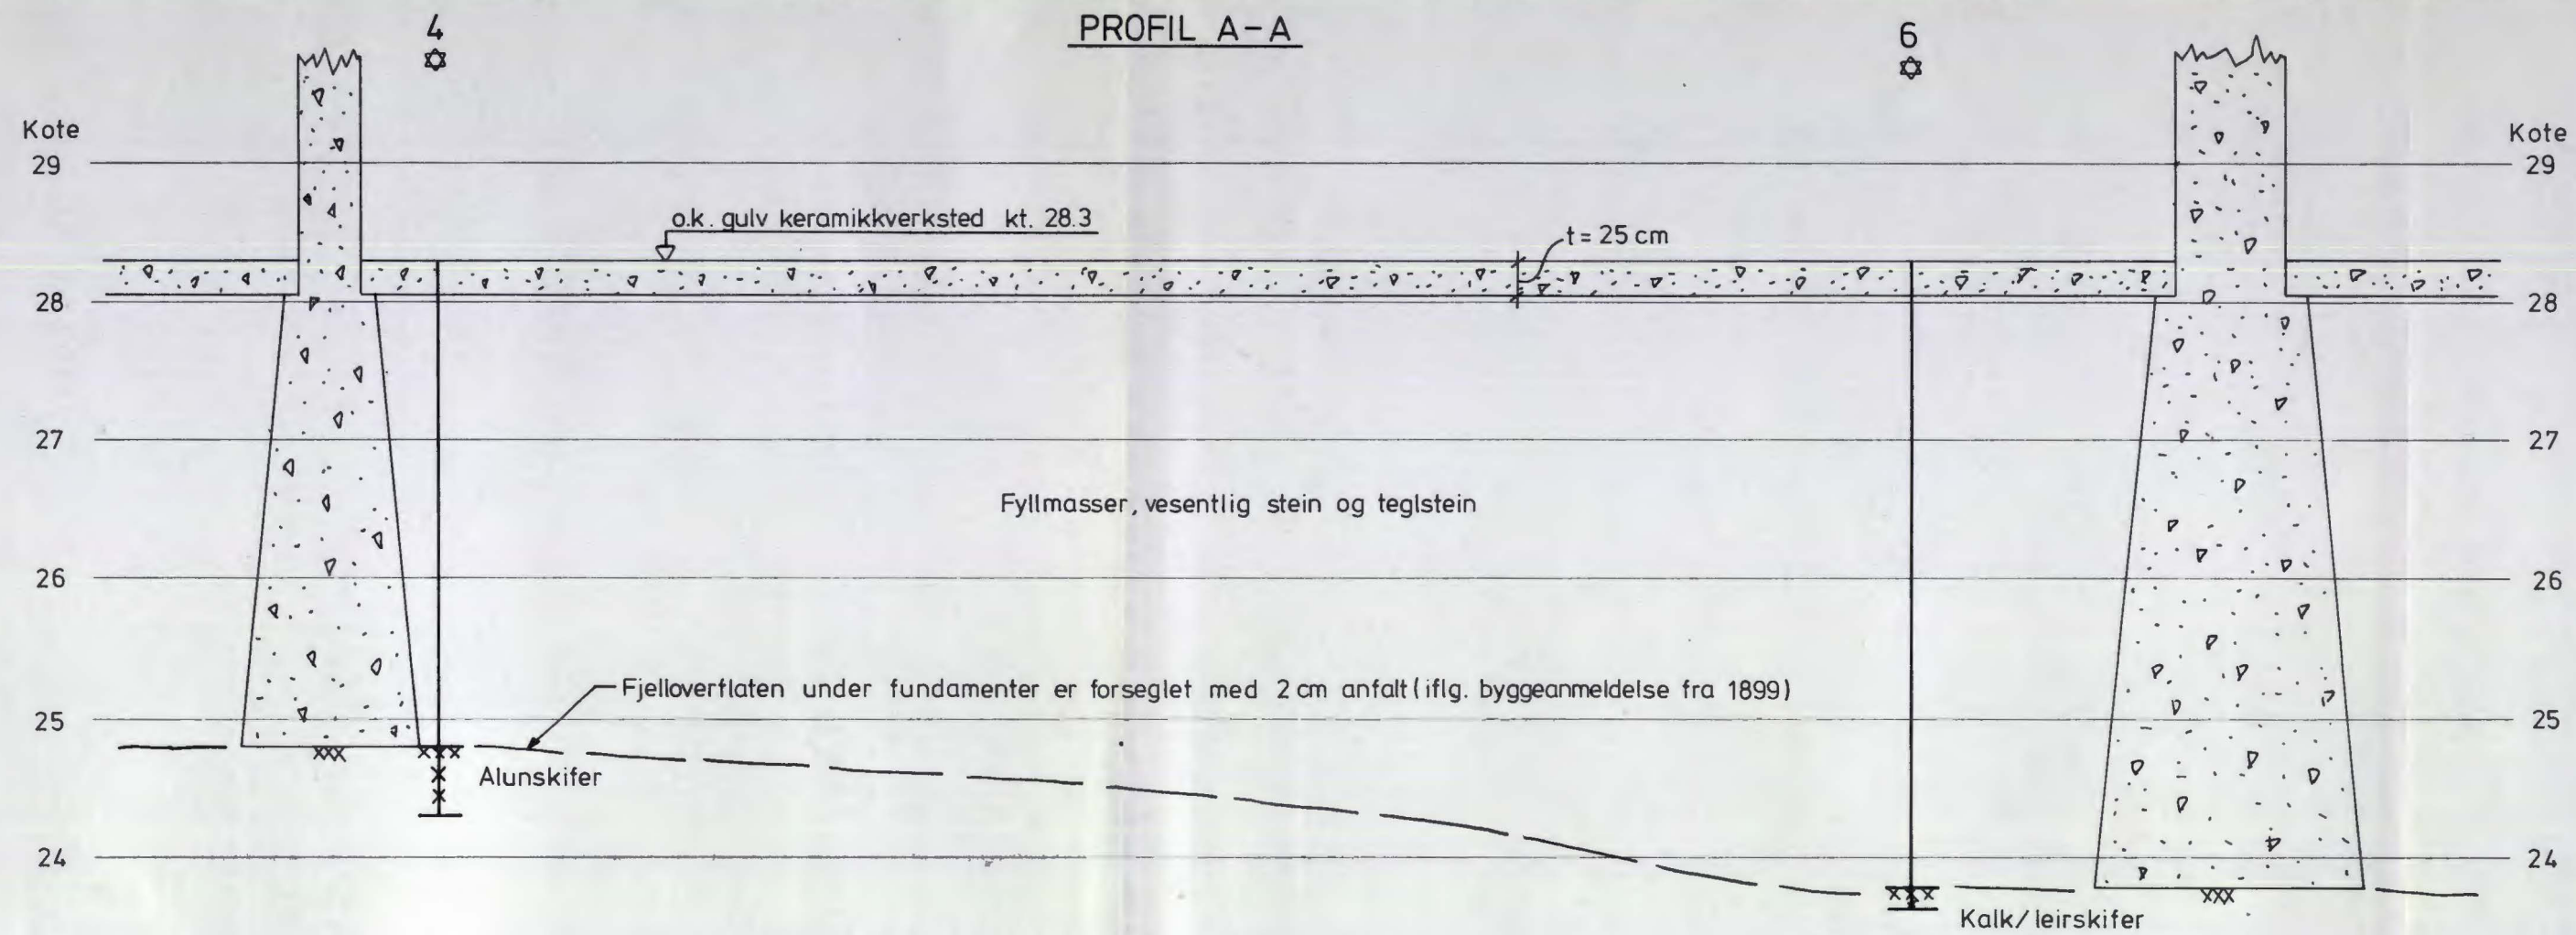 PROFIL A-A
4
6
Kote
Kote
29
29
o.k. gulv keramikkverksted kt. 28.3
t = 25 cm
28
28
27
27
Fyllmasser, vesentlig stein og teglstein
26
26
Fjelloverflaten under fundamenter er forseglet med 2 cm anfalt (iflg. byggeanmeldelse fra 1899)
25
25
Alunskifer
24
24
Kalk/leirskifer